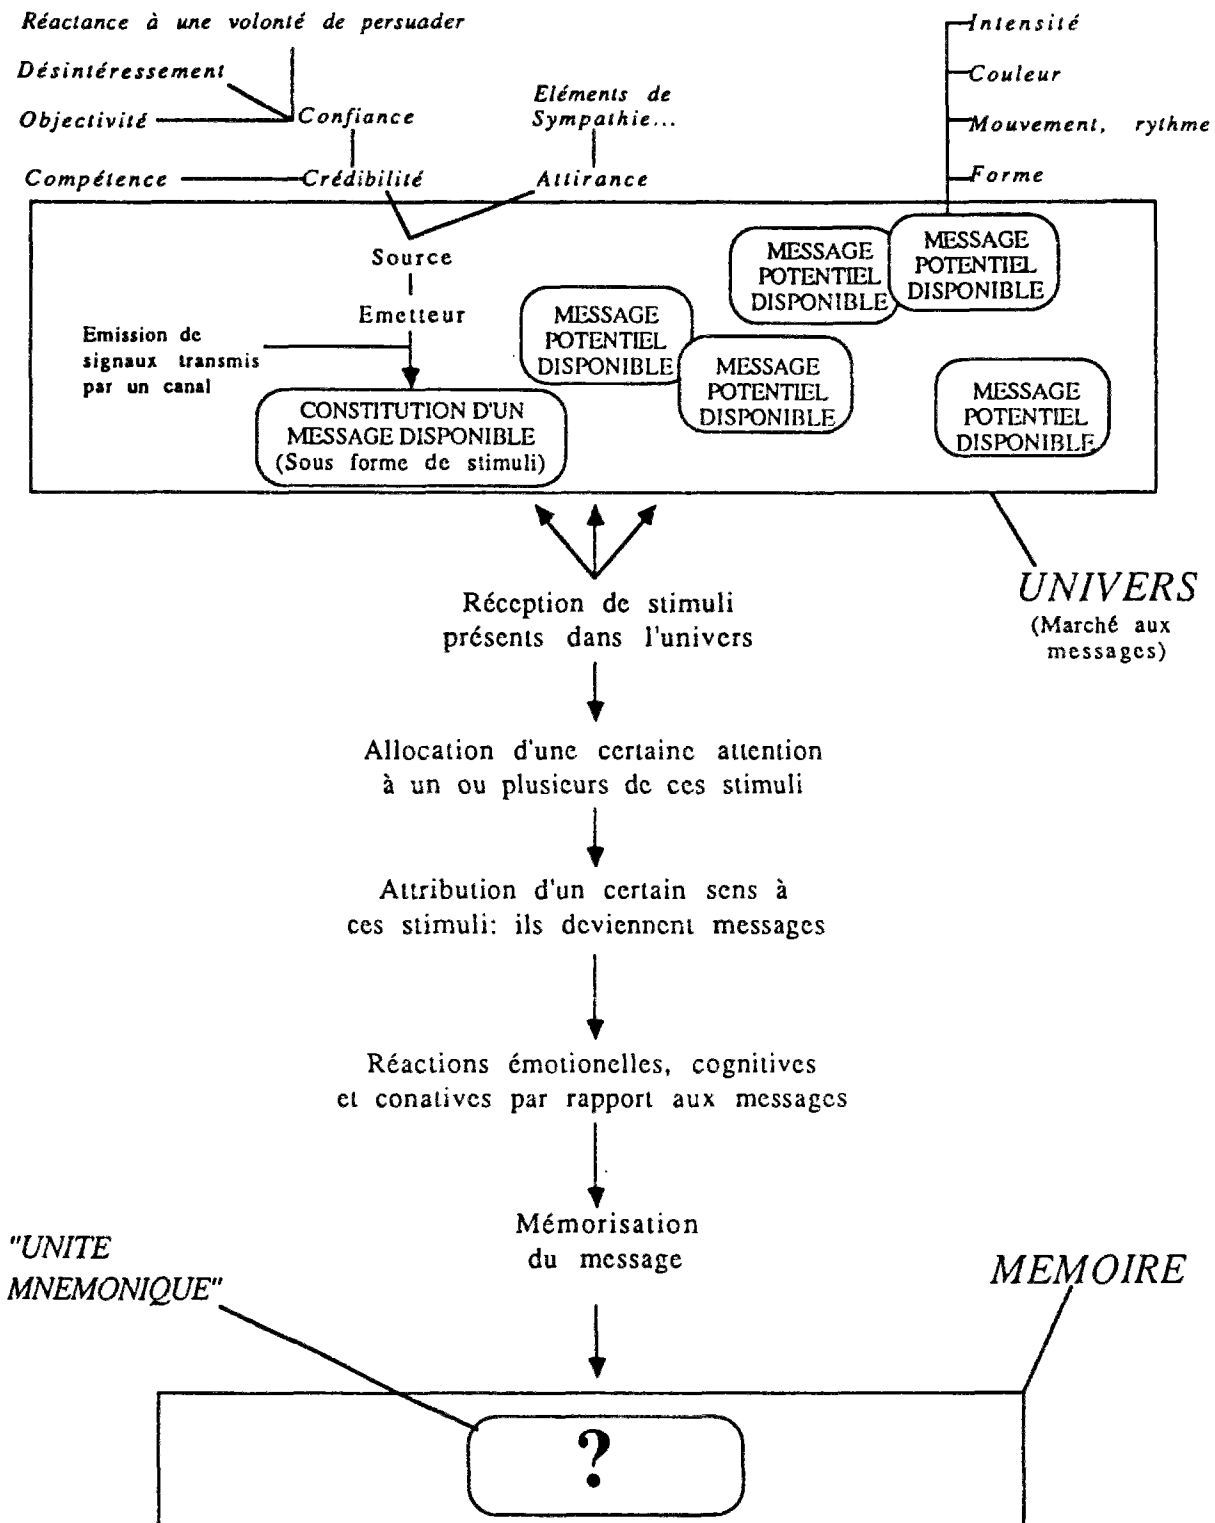 Réactance à une volonté de persuader
Désintéressement
Objectivité
Confiance
Compétence
Crédibilité
Eléments de
Sympathie...
Attirance
Intensité
Couleur
Mouvement, rythme
Forme
Source
Emetteur
Emission de
signaux transmis
par un canal
CONSTITUTION D'UN
MESSAGE DISPONIBLE
(Sous forme de stimuli)
MESSAGE
POTENTIEL
DISPONIBLE
MESSAGE
POTENTIEL
DISPONIBLE
MESSAGE
POTENTIEL
DISPONIBLE
MESSAGE
POTENTIEL
DISPONIBLE
MESSAGE
POTENTIEL
DISPONIBLE
UNIVERS
(Marché aux
messages)
Réception de stimuli
présents dans l'univers
Allocation d'une certaine attention
à un ou plusieurs de ces stimuli
Attribution d'un certain sens à
ces stimuli: ils deviennent messages
Réactions émotionelles, cognitives
et conatives par rapport aux messages
Mémorisation
du message
"UNITE
MNEMONIQUE"
MEMOIRE
?